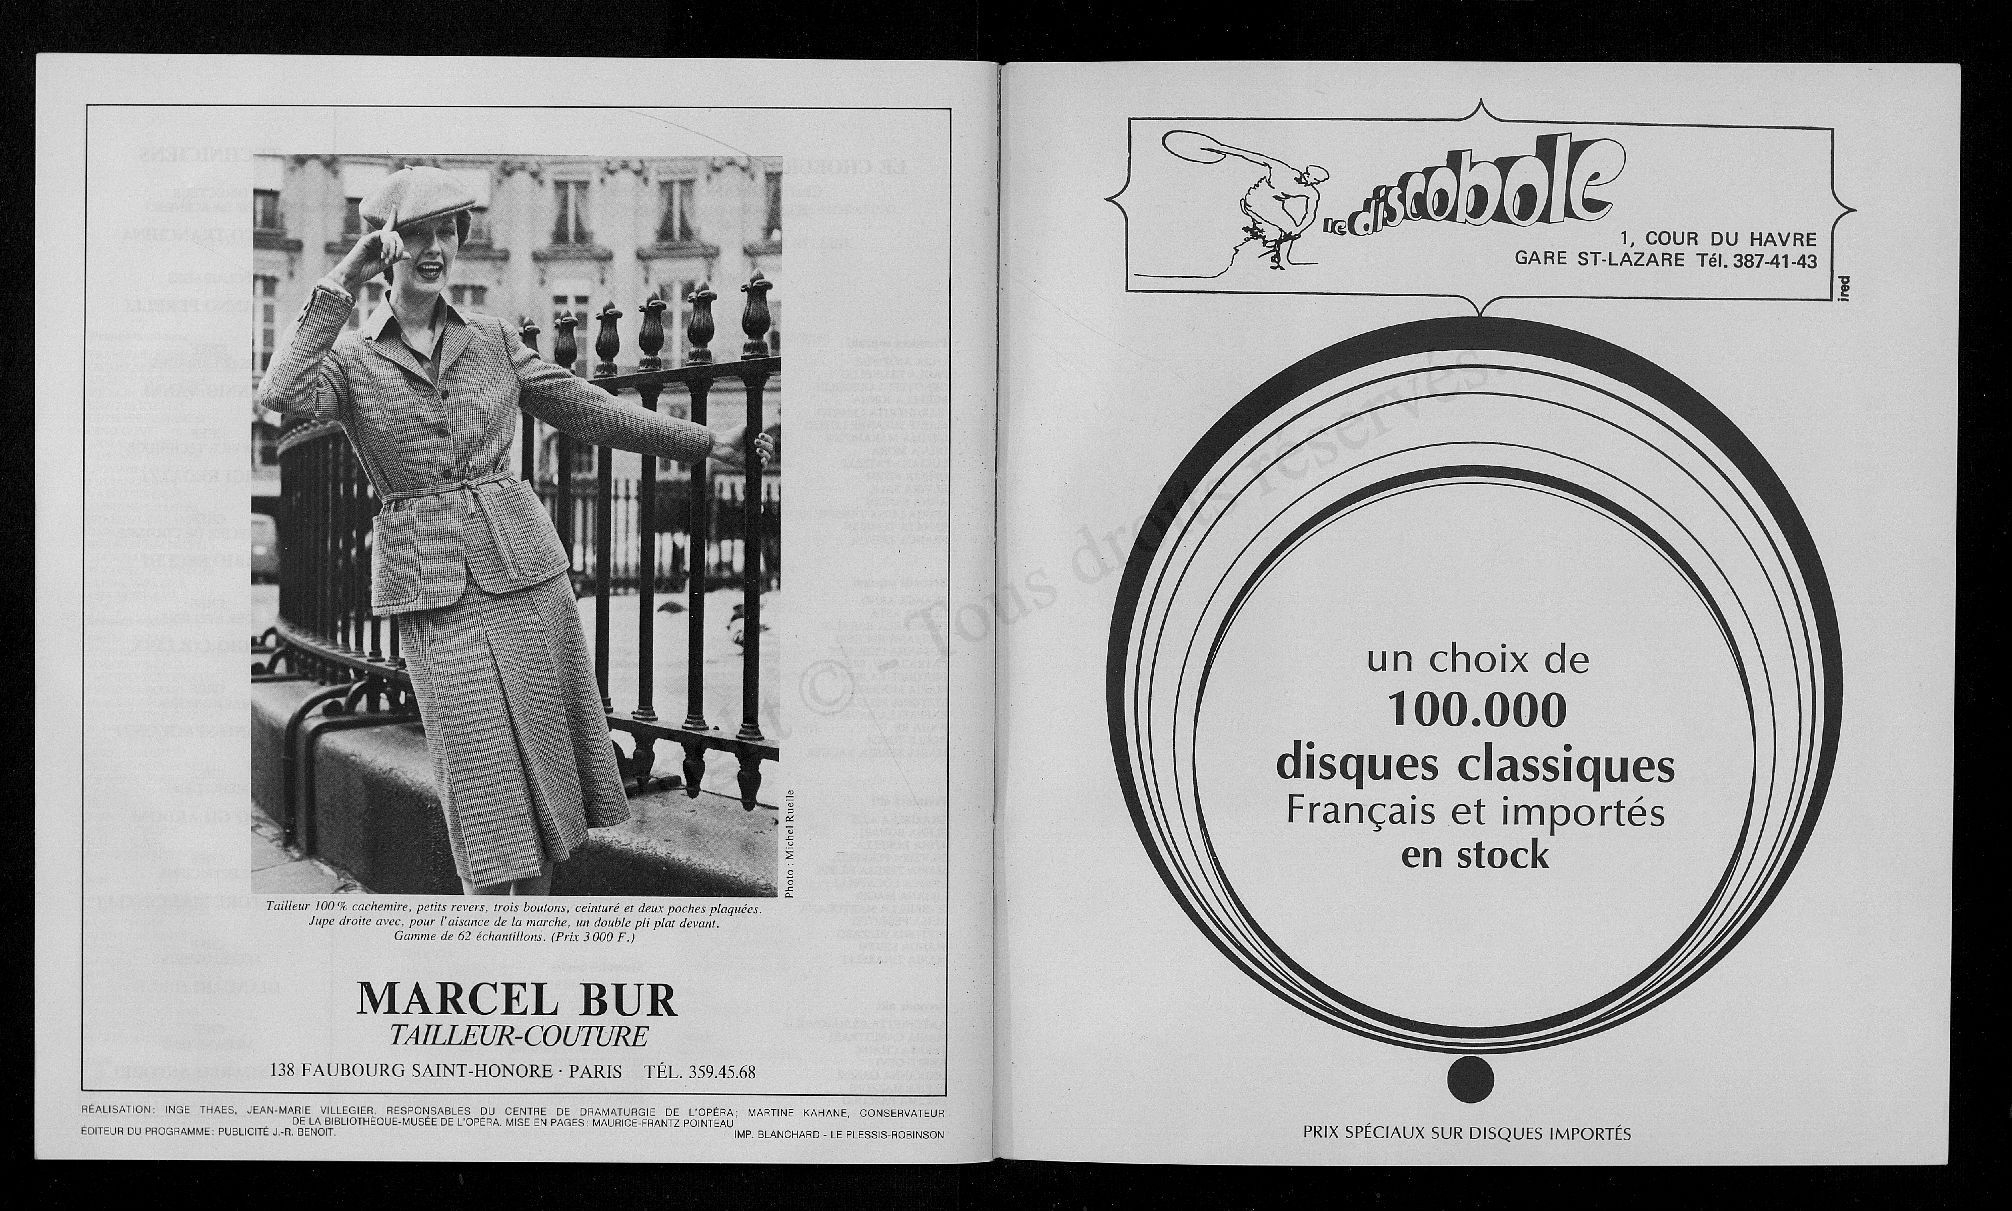 Photo : Michel Ruelle
Tailleur 100 % cachemire, petits revers, trois boutons, ceinturé et deux poches plaquées.
Jupe droite avec, pour l'aisance de la marche, un double pli plat devant.
Gamme de 62 échantillons. (Prix 3 000 F.)
MARCEL BUR
TAILLEUR-COUTURE
138 FAUBOURG SAINT-HONORE · PARIS TÉL. 359.45.68
RÉALISATION: INGE THAES, JEAN-MARIE VILLEGIER, RESPONSABLES DU CENTRE DE DRAMATURGIE DE L'OPÉRA; MARTINE KAHANE, CONSERVATEUR
DE LA BIBLIOTHÈQUE-MUSÉE DE L'OPÉRA. MISE EN PAGES: MAURICE-FRANTZ POINTEAU
ÉDITEUR DU PROGRAMME: PUBLICITÉ J.-R. BENOIT.
IMP. BLANCHARD - LE PLESSIS-ROBINSON
le discobole
1, COUR DU HAVRE
GARE ST-LAZARE Tél. 387-41-43
ired
un choix de
100.000
disques classiques
Français et importés
en stock
PRIX SPÉCIAUX SUR DISQUES IMPORTÉS
© - Tous droits réservés